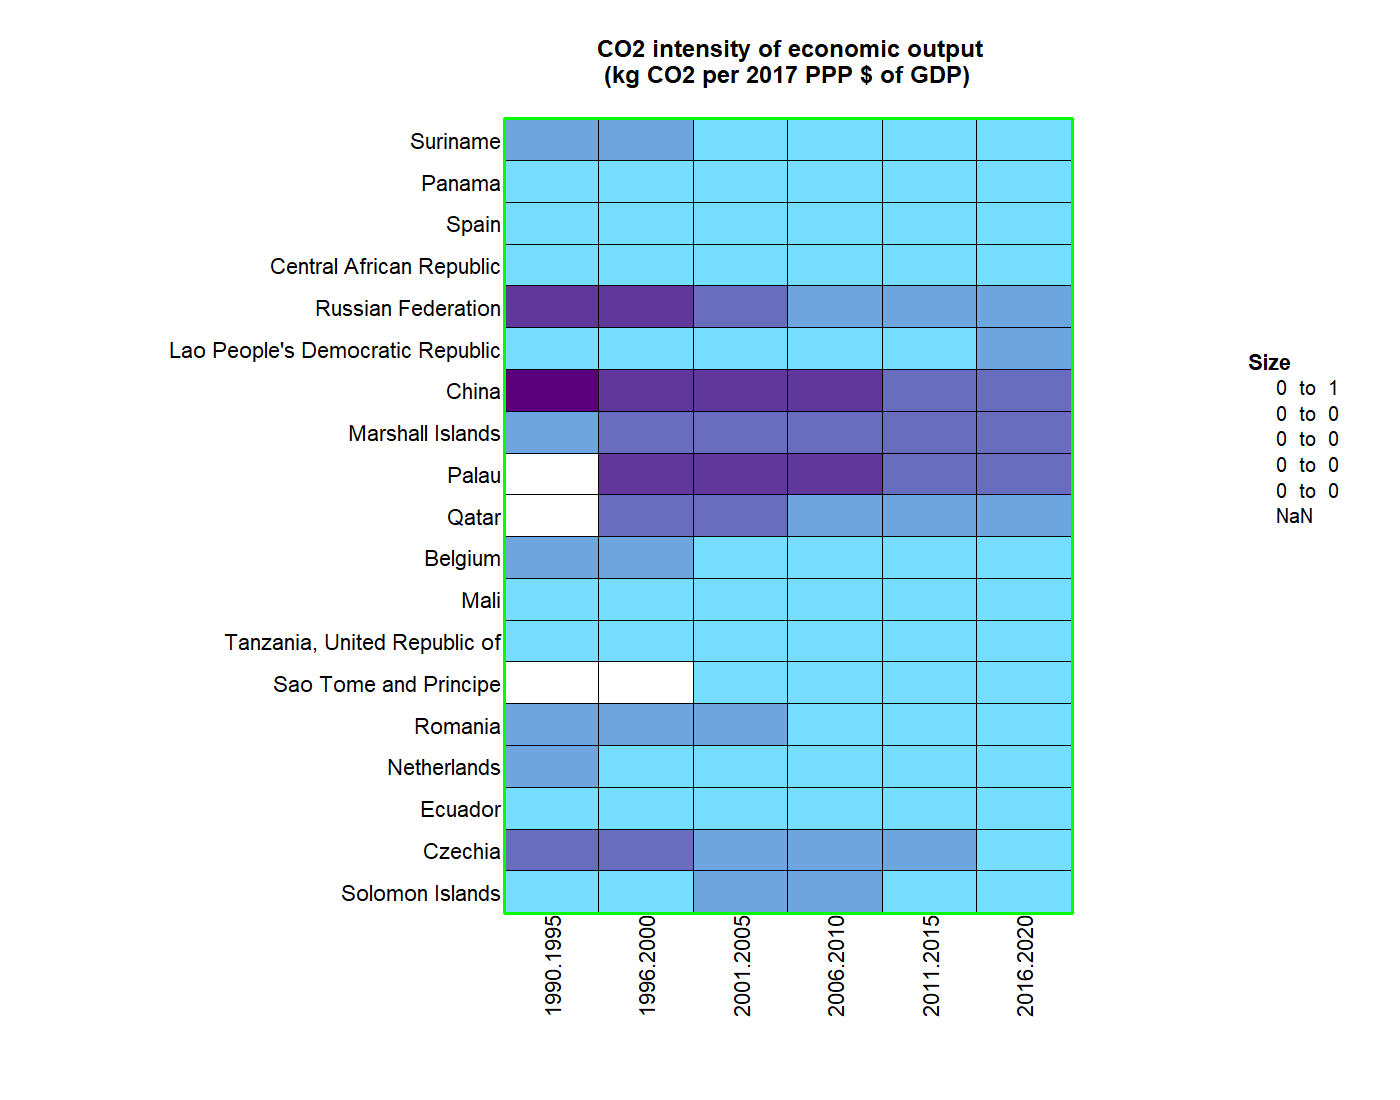 CO2 intensity of economic output
(kg CO2 per 2017 PPP $ of GDP)
Suriname
Panama
Spain
Central African Republic
Russian Federation
Lao People's Democratic Republic
China
Marshall Islands
Palau
Qatar
Belgium
Mali
Tanzania, United Republic of
Sao Tome and Principe
Romania
Netherlands
Ecuador
Czechia
Solomon Islands
1990.1995
1996.2000
2001.2005
2006.2010
2011.2015
2016.2020
Size
0 to 1
0 to 0
0 to 0
0 to 0
0 to 0
NaN